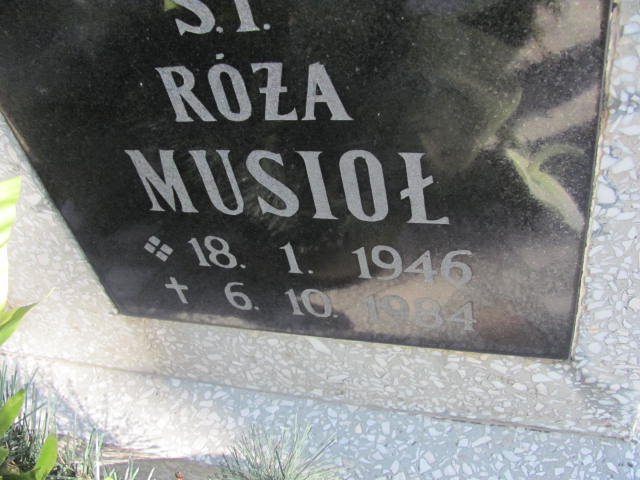 Ś.P.
RÓŻA
MUSIOŁ
18. 1. 1946
† 6. 10. 1984